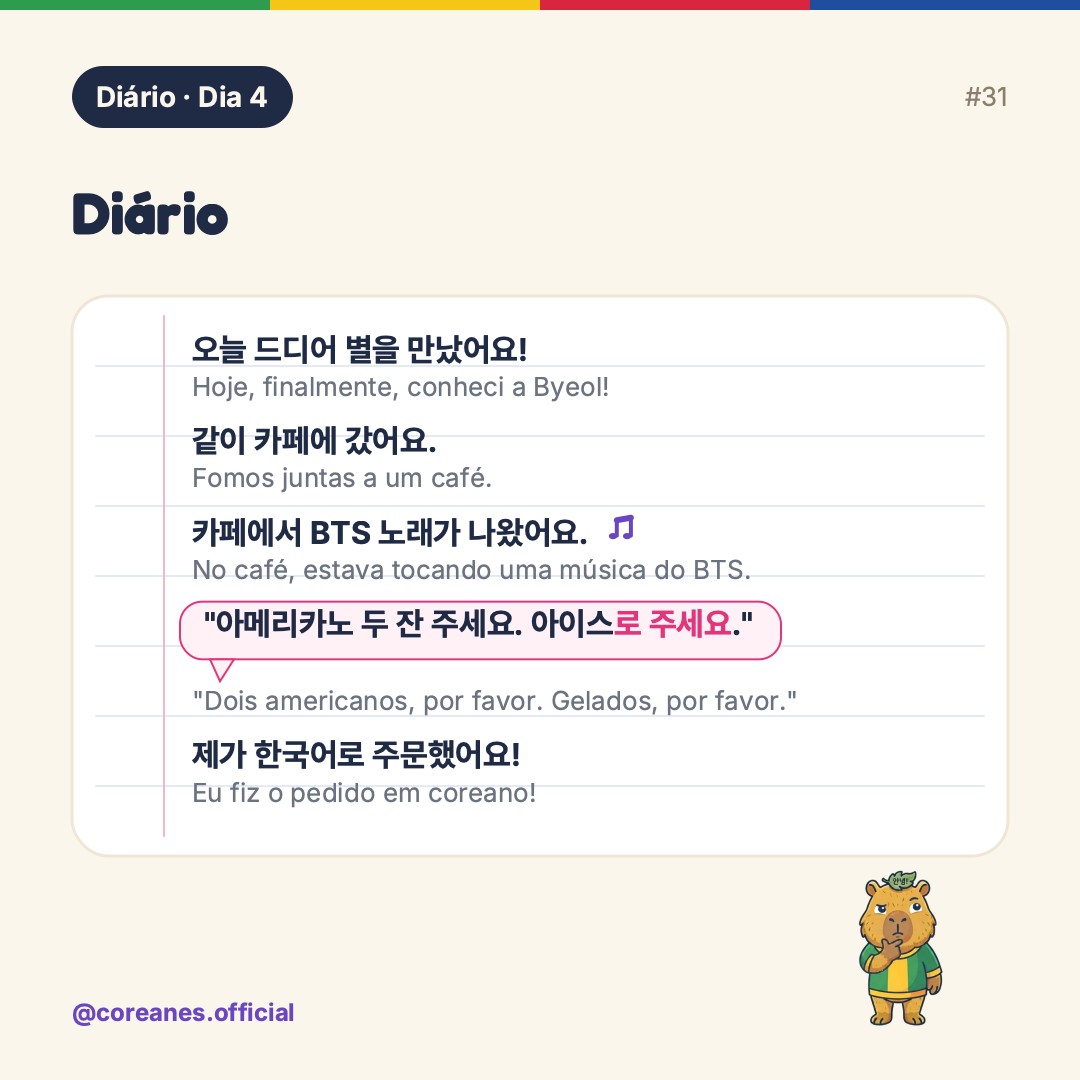 Diário · Dia 4
#31
Diário
오늘 드디어 별을 만났어요!
Hoje, finalmente, conheci a Byeol!
같이 카페에 갔어요.
Fomos juntas a um café.
카페에서 BTS 노래가 나왔어요.
No café, estava tocando uma música do BTS.
"아메리카노 두 잔 주세요. 아이스로 주세요."
"Dois americanos, por favor. Gelados, por favor."
제가 한국어로 주문했어요!
Eu fiz o pedido em coreano!
안녕!
@coreanes.official